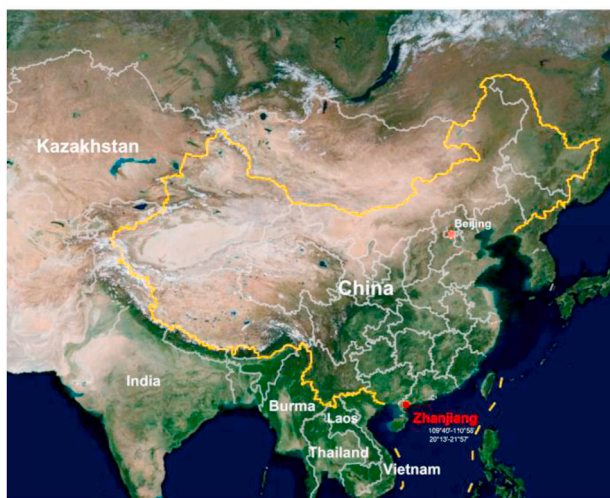 Kazakhstan
Beijing
China
India
Burma
Zhanjiang
Laos
109°40'-110°58'
20°13'-21°57'
Thailand
Vietnam